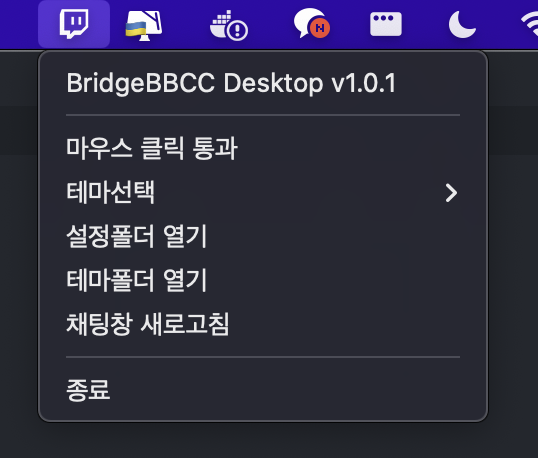 BridgeBBCC Desktop v1.0.1
마우스 클릭 통과
테마선택
설정폴더 열기
테마폴더 열기
채팅창 새로고침
종료